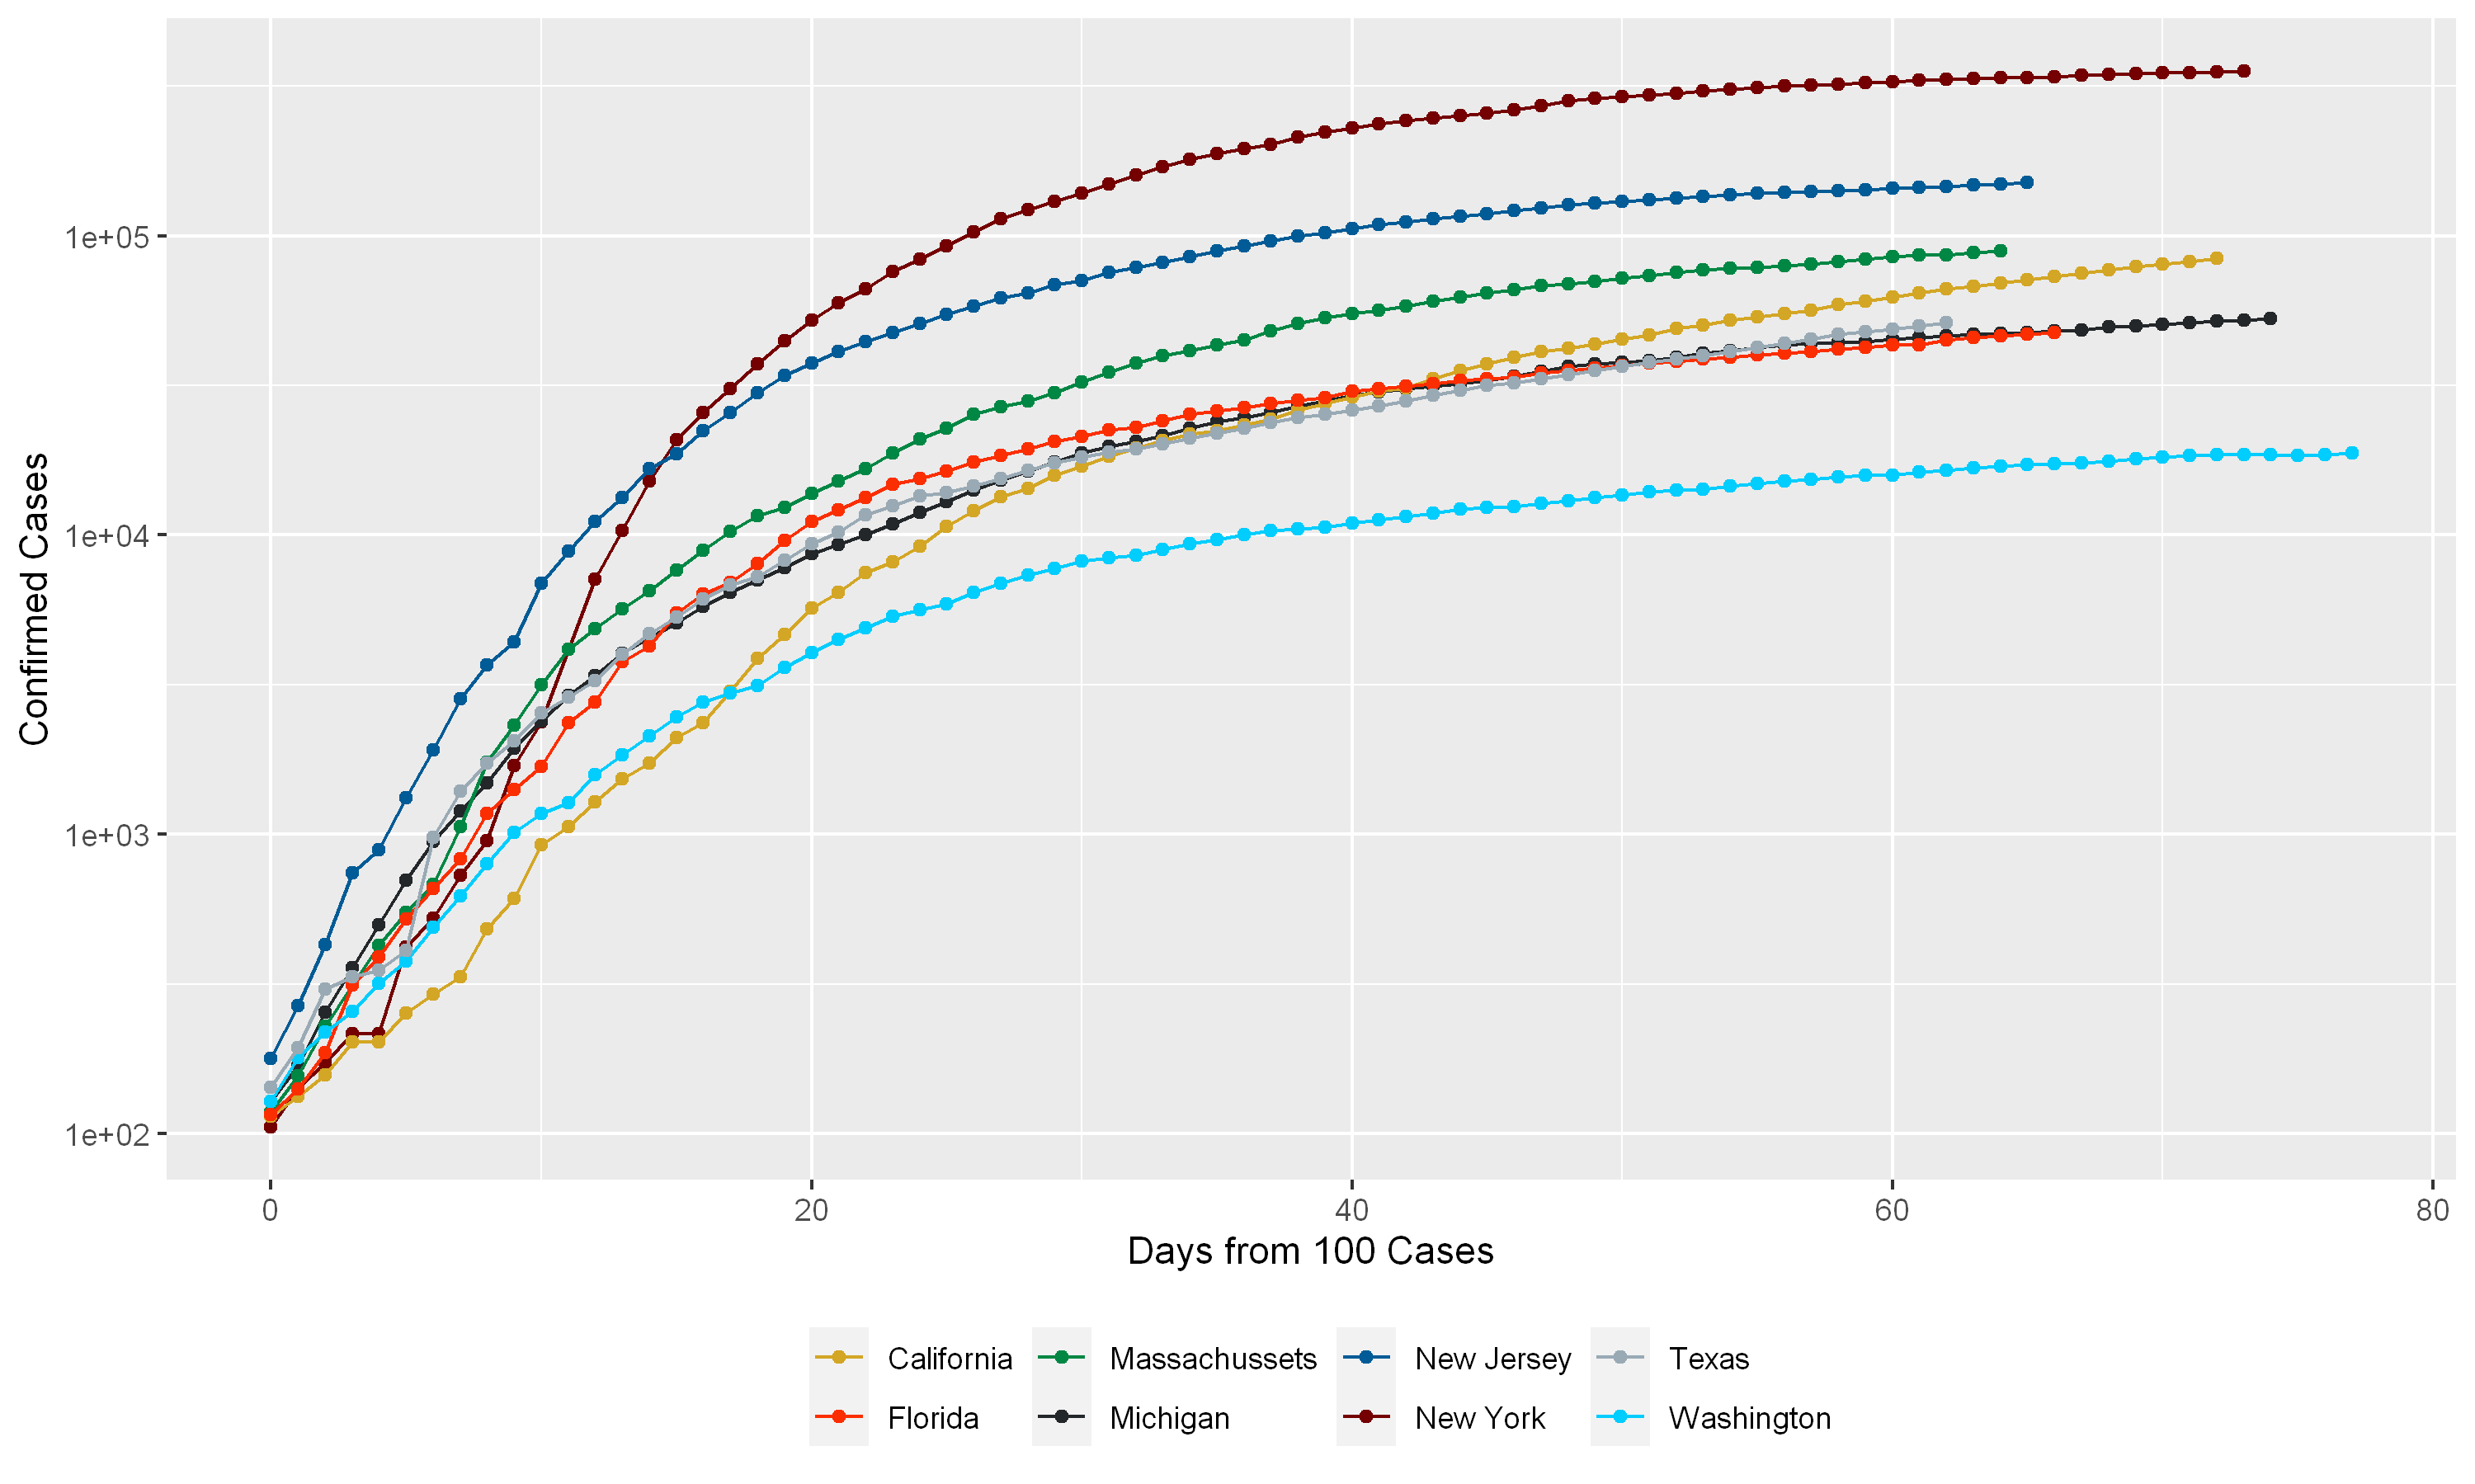 Confirmed Cases
1e+05
1e+04
1e+03
1e+02
0 20 40 60 80
Days from 100 Cases
California Massachussets New Jersey Texas
Florida Michigan New York Washington